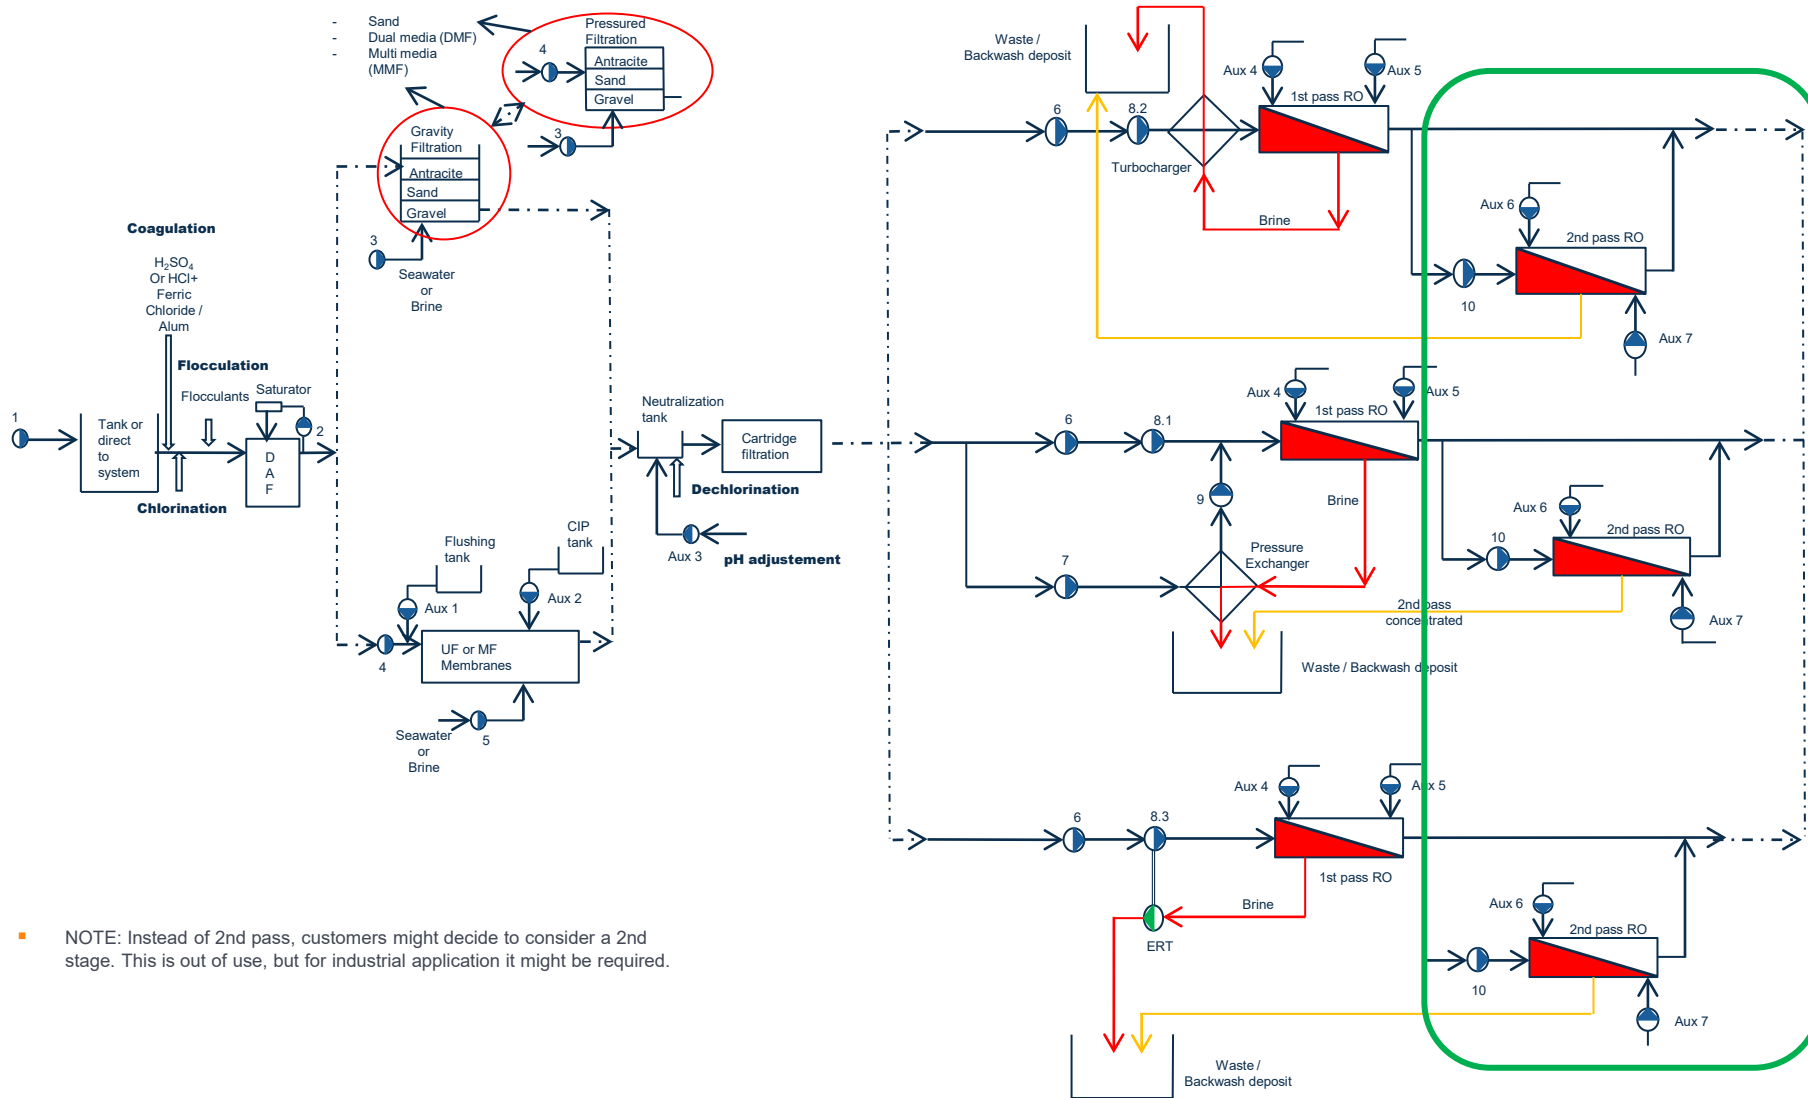 - Sand
- Dual media (DMF)
- Multi media
(MMF)
Pressured
Filtration
4
Antracite
Sand
Gravel
3
Gravity
Filtration
Antracite
Sand
Gravel
3
Seawater
or
Brine
Coagulation
H₂SO₄
Or HCl+
Ferric
Chloride /
Alum
Flocculation
Flocculants
Saturator
1
Tank or
direct
to
system
2
D
A
F
Chlorination
Neutralization
tank
Cartridge
filtration
Dechlorination
Aux 3
pH adjustement
Flushing
tank
CIP
tank
Aux 1
Aux 2
4
UF or MF
Membranes
5
Seawater
or
Brine
Waste /
Backwash deposit
6
8.2
Turbocharger
Aux 4
Aux 5
1st pass RO
Brine
Aux 6
2nd pass RO
10
Aux 7
Aux 4
Aux 5
1st pass RO
6
8.1
9
Brine
7
Pressure
Exchanger
Aux 6
2nd pass RO
10
2nd pass
concentrated
Aux 7
Waste / Backwash deposit
Aux 4
Aux 5
6
8.3
1st pass RO
Brine
ERT
Aux 6
2nd pass RO
10
Aux 7
Waste /
Backwash deposit
NOTE: Instead of 2nd pass, customers might decide to consider a 2nd
stage. This is out of use, but for industrial application it might be required.